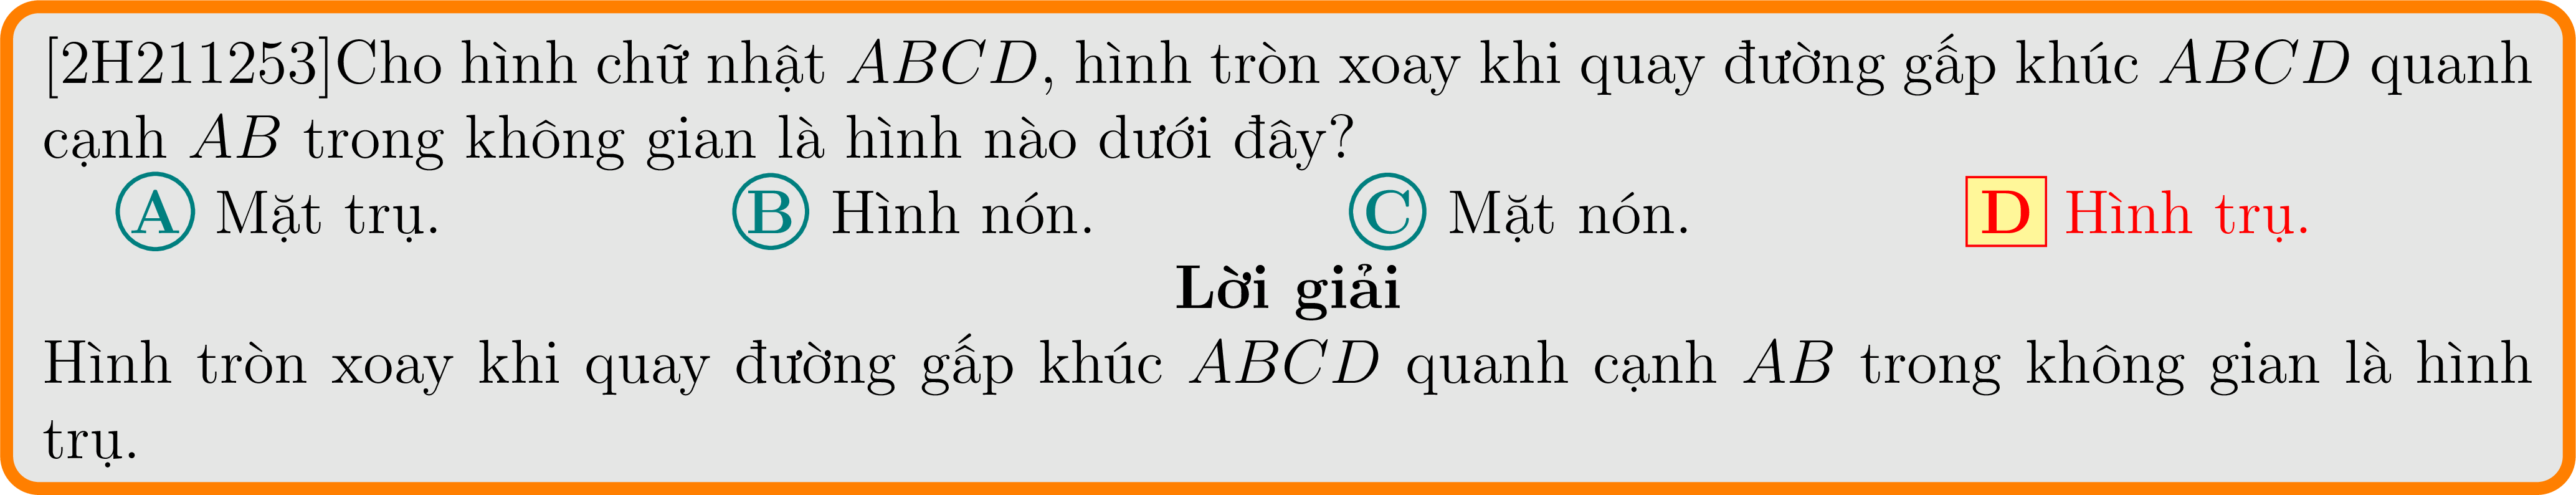 [2H211253]Cho hình chữ nhật ABCD, hình tròn xoay khi quay đường gấp khúc ABCD quanh
cạnh AB trong không gian là hình nào dưới đây?
A Mặt trụ. B Hình nón. C Mặt nón. D Hình trụ.
Lời giải
Hình tròn xoay khi quay đường gấp khúc ABCD quanh cạnh AB trong không gian là hình
trụ.